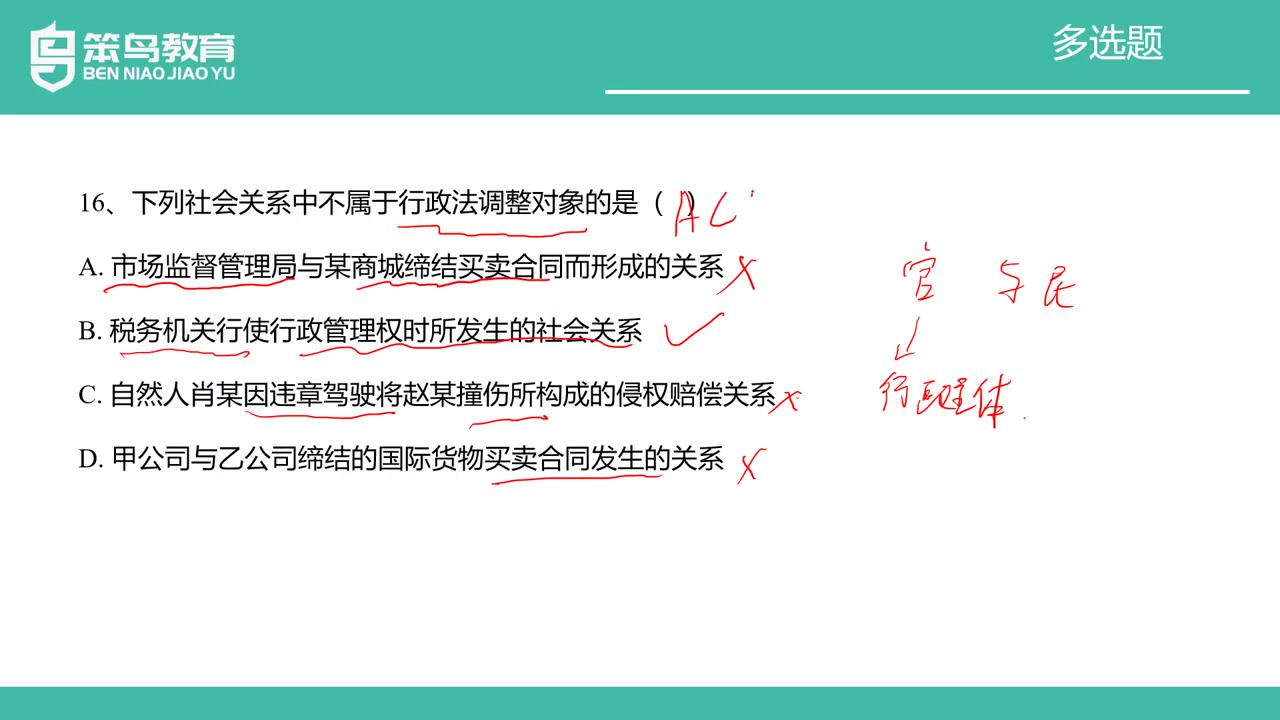 笨鸟教育
BEN NIAO JIAO YU
多选题
16、下列社会关系中不属于行政法调整对象的是（ ）AC
A. 市场监督管理局与某商城缔结买卖合同而形成的关系 ×
B. 税务机关行使行政管理权时所发生的社会关系 ✓
C. 自然人肖某因违章驾驶将赵某撞伤所构成的侵权赔偿关系 ×
D. 甲公司与乙公司缔结的国际货物买卖合同发生的关系 ×
官 与 民
行政主体